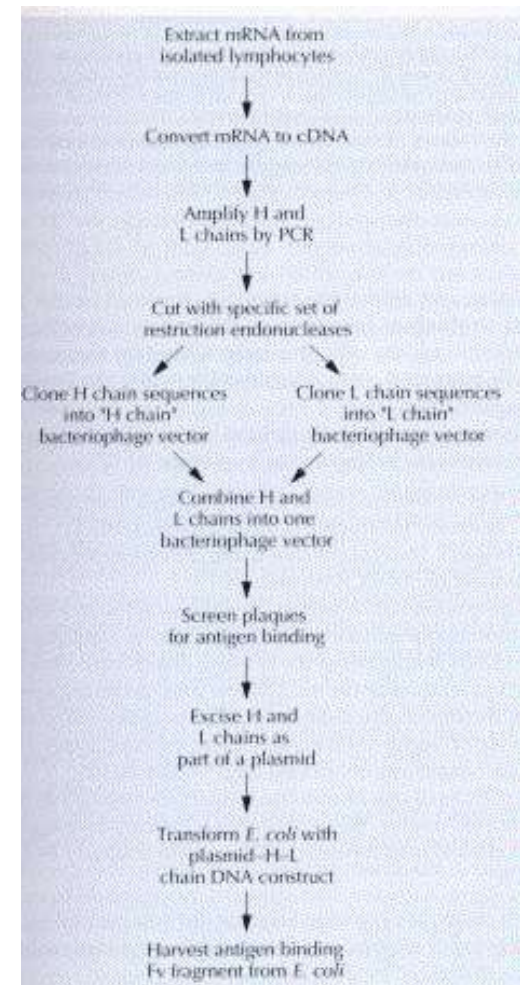 Extract mRNA from
isolated lymphocytes
Convert mRNA to cDNA
Amplify H and
L chains by PCR
Cut with specific set of
restriction endonucleases
Clone H chain sequences
into "H chain"
bacteriophage vector
Clone L chain sequences
into "L chain"
bacteriophage vector
Combine H and
L chains into one
bacteriophage vector
Screen plaques
for antigen binding
Excise H and
L chains as
part of a plasmid
Transform E. coli with
plasmid–H–L
chain DNA construct
Harvest antigen binding
Fv fragment from E. coli